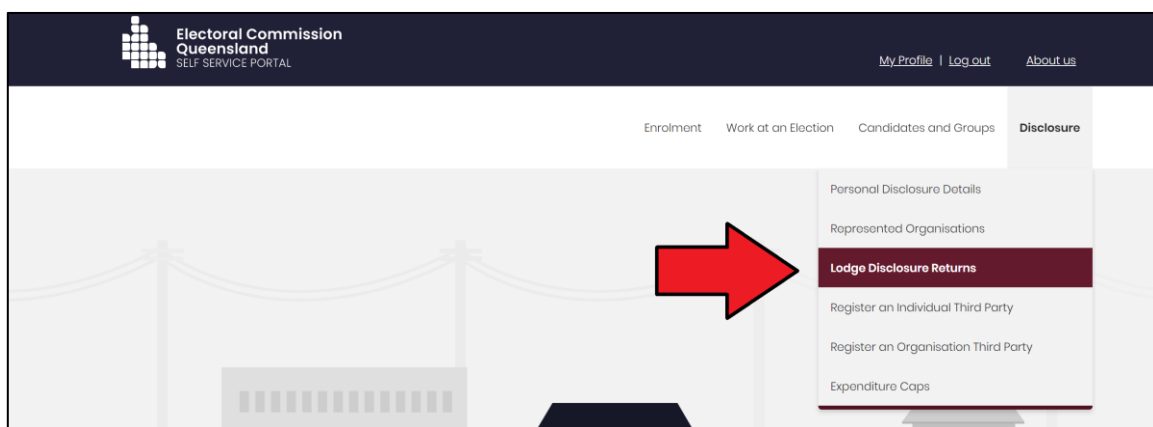 Electoral Commission
Queensland
SELF SERVICE PORTAL
My Profile | Log out About us
Enrolment Work at an Election Candidates and Groups Disclosure
Personal Disclosure Details
Represented Organisations
Lodge Disclosure Returns
Register an Individual Third Party
Register an Organisation Third Party
Expenditure Caps